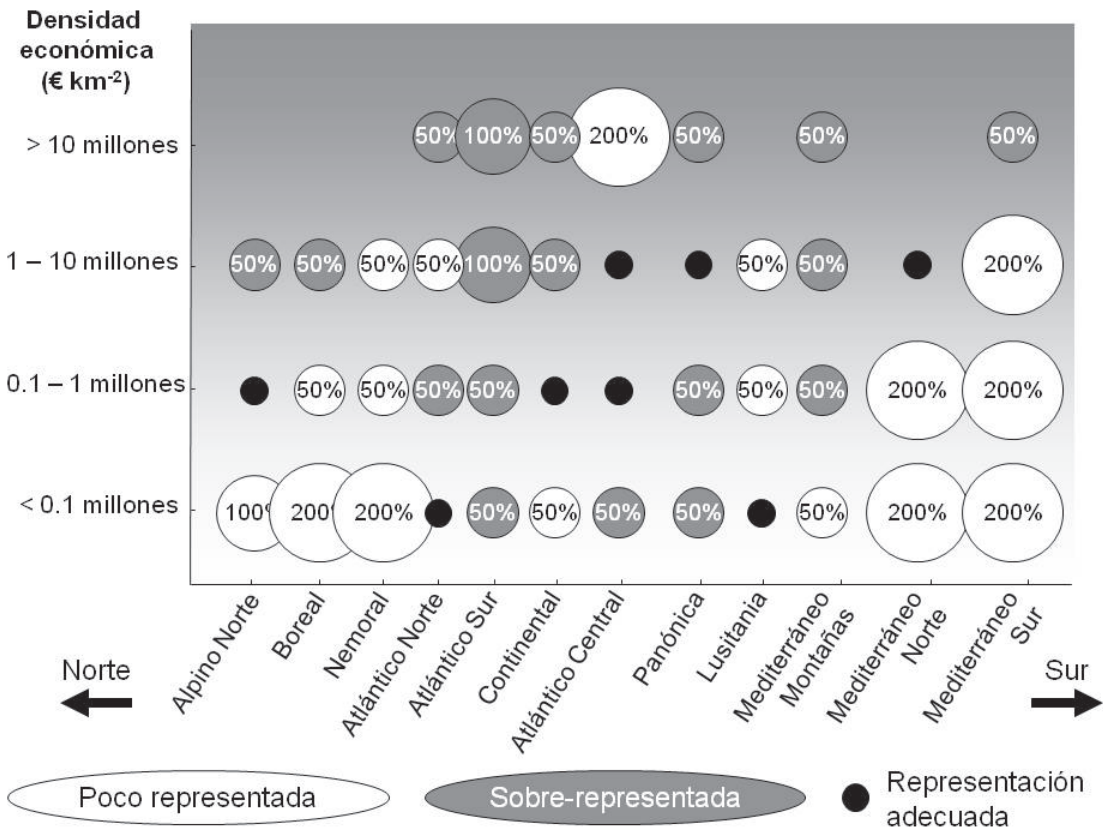 Densidad
económica
(€ km-2)
> 10 millones
50% 100% 50% 200% 50% 50% 50%
1 – 10 millones
50% 50% 50% 50% 100% 50% 50% 50% 200%
0.1 – 1 millones
50% 50% 50% 50% 50% 50% 50% 200% 200%
< 0.1 millones
100% 200% 200% 50% 50% 50% 50% 50% 200% 200%
Alpino Norte
Boreal
Nemoral
Atlántico Norte
Atlántico Sur
Continental
Atlántico Central
Panónica
Lusitania
Mediterráneo
Montañas
Mediterráneo
Norte
Mediterráneo
Sur
Norte
Sur
Poco representada
Sobre-representada
Representación
adecuada